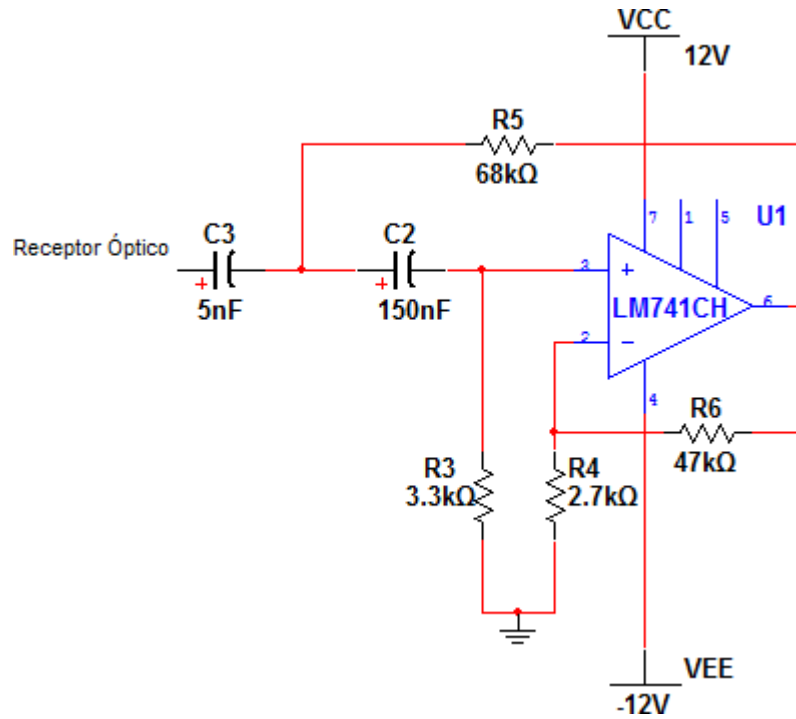 VCC
12V
R5
68kΩ
7
1
5
U1
Receptor Óptico
C3
C2
+
5nF
+
150nF
3
+
LM741CH
6
2
−
4
R6
47kΩ
R3
3.3kΩ
R4
2.7kΩ
VEE
-12V